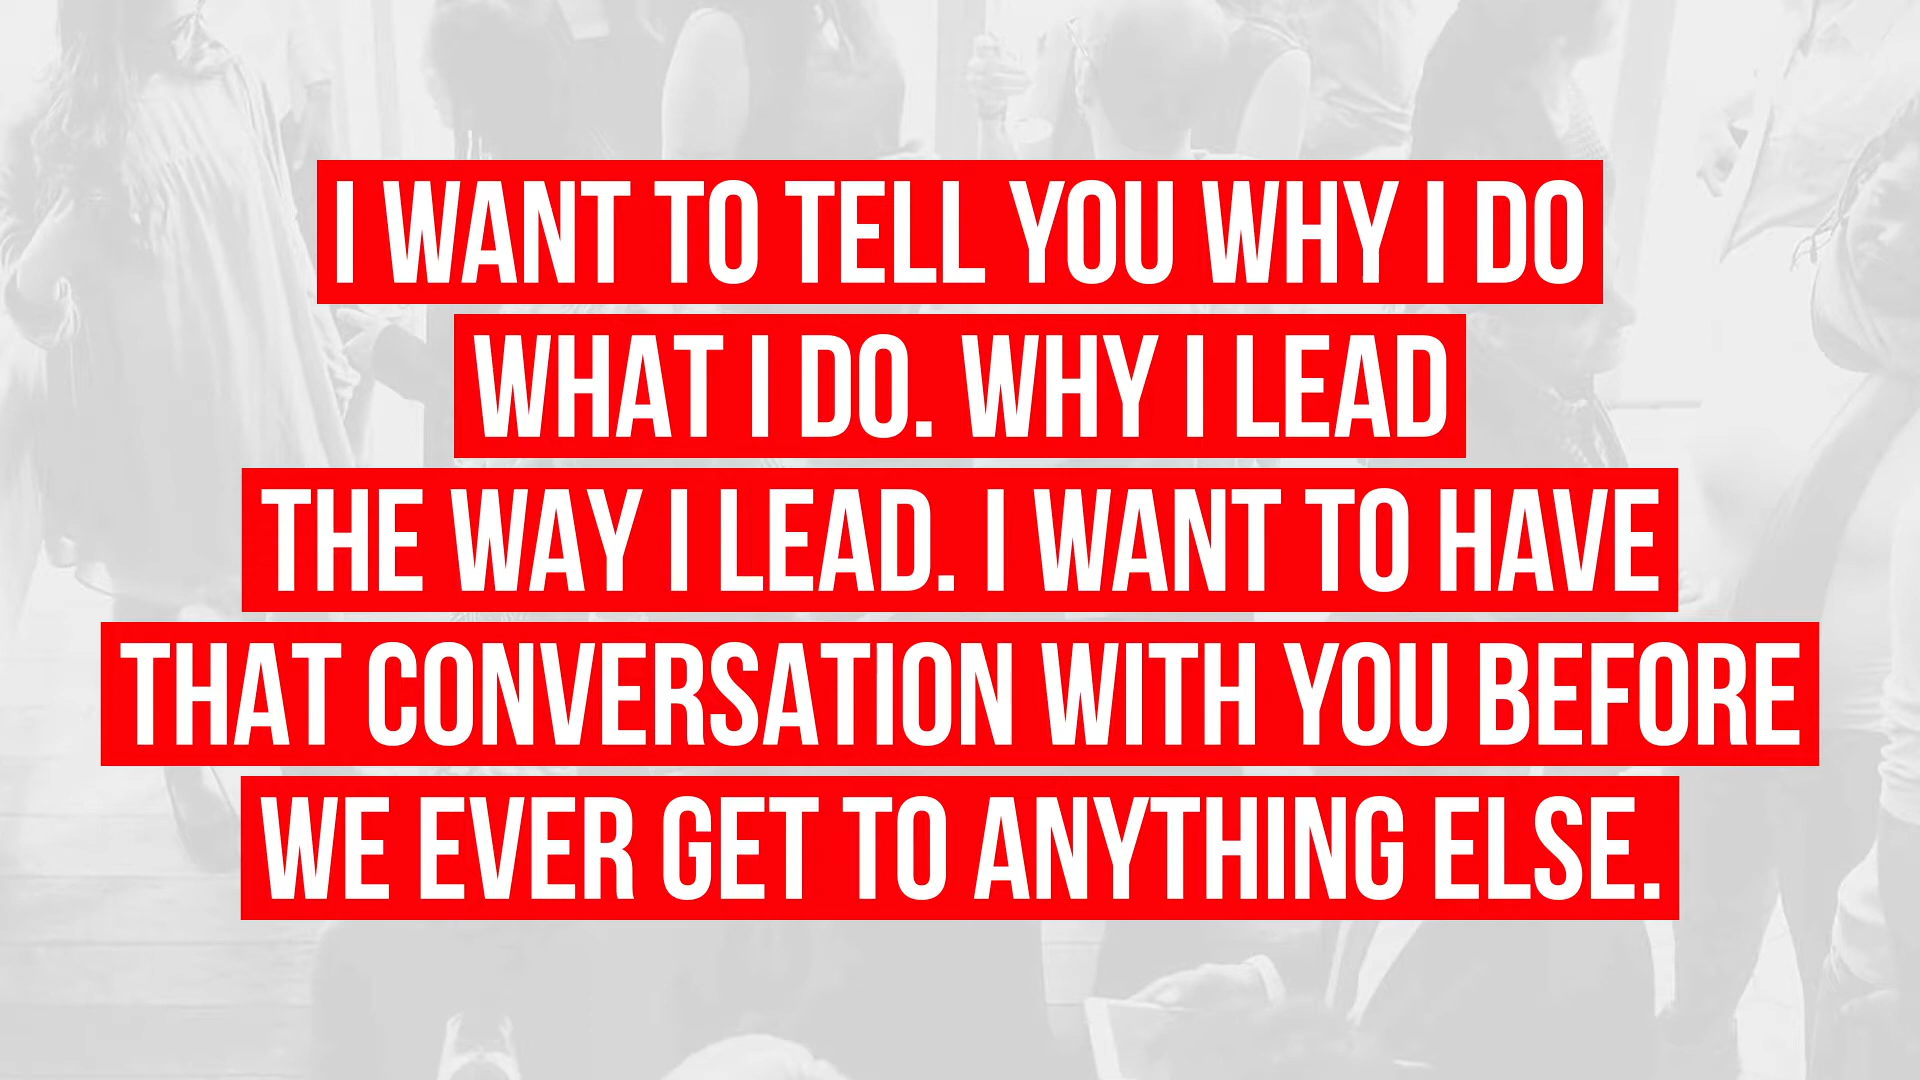 I WANT TO TELL YOU WHY I DO
WHAT I DO. WHY I LEAD
THE WAY I LEAD. I WANT TO HAVE
THAT CONVERSATION WITH YOU BEFORE
WE EVER GET TO ANYTHING ELSE.